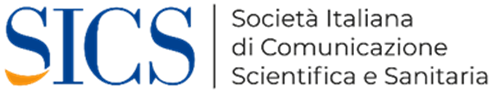 SICS
Società Italiana
di Comunicazione
Scientifica e Sanitaria